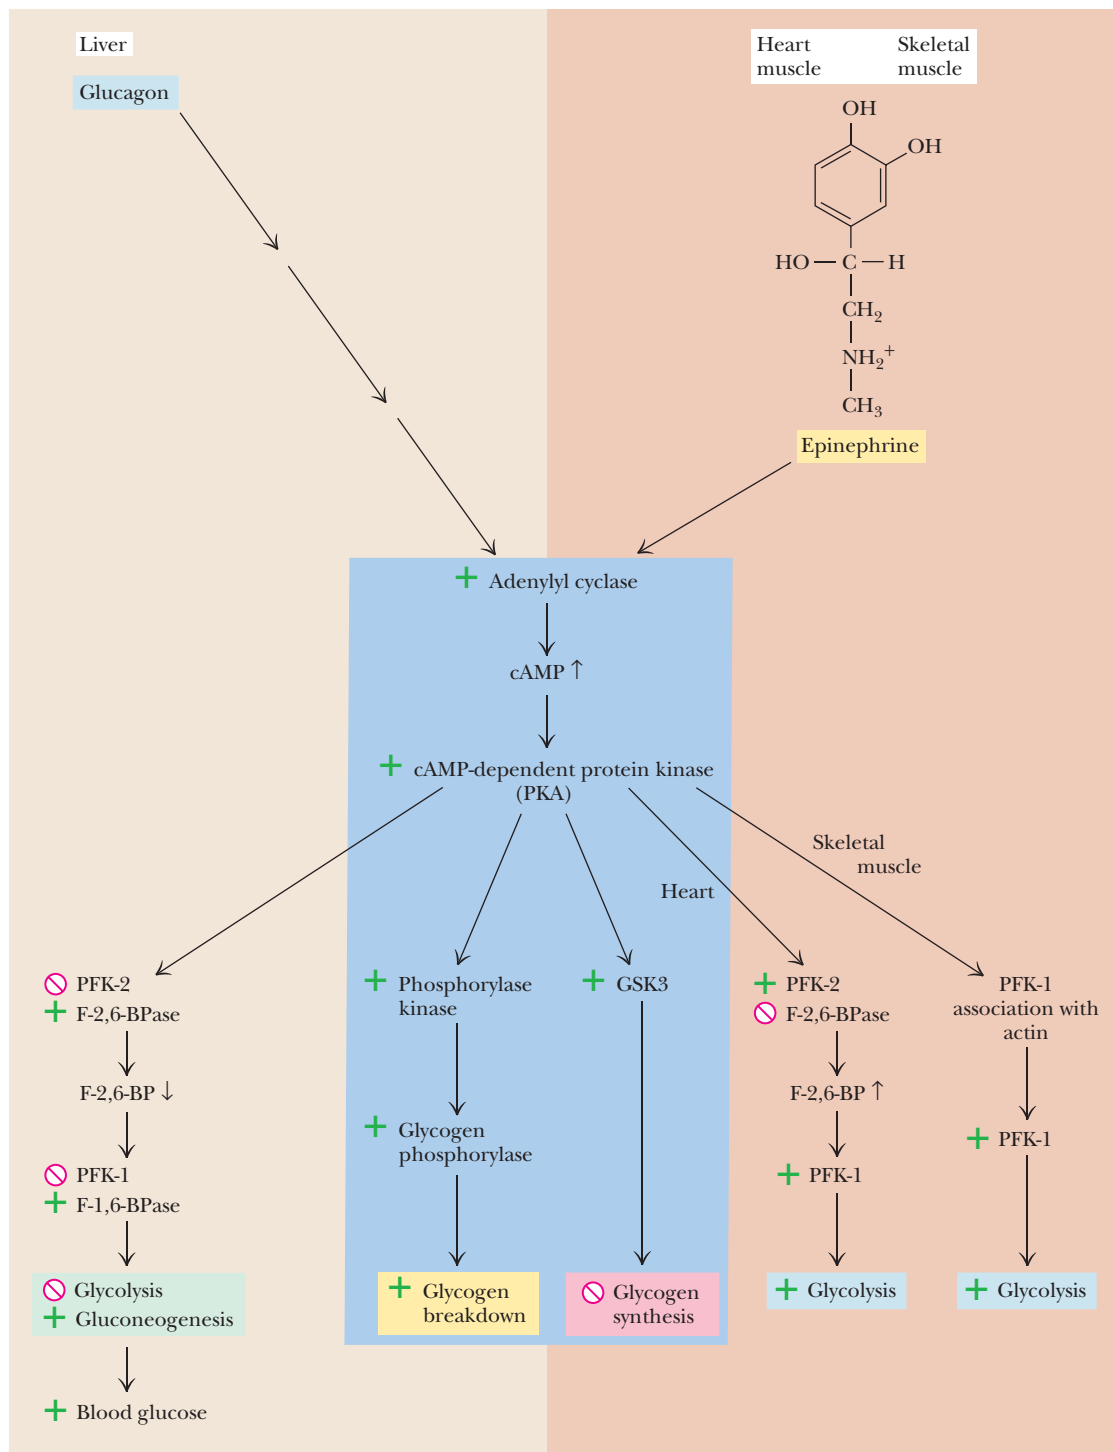 Liver
Glucagon
Heart
muscle
Skeletal
muscle
OH
OH
HO—C—H
CH₂
NH₂⁺
CH₃
Epinephrine
+ Adenylyl cyclase
cAMP ↑
+ cAMP-dependent protein kinase
(PKA)
Skeletal
muscle
Heart
PFK-2
+ F-2,6-BPase
F-2,6-BP ↓
PFK-1
+ F-1,6-BPase
Glycolysis
+ Gluconeogenesis
+ Blood glucose
+ Phosphorylase
kinase
+ Glycogen
phosphorylase
+ Glycogen
breakdown
+ GSK3
Glycogen
synthesis
+ PFK-2
F-2,6-BPase
F-2,6-BP ↑
+ PFK-1
+ Glycolysis
PFK-1
association with
actin
+ PFK-1
+ Glycolysis